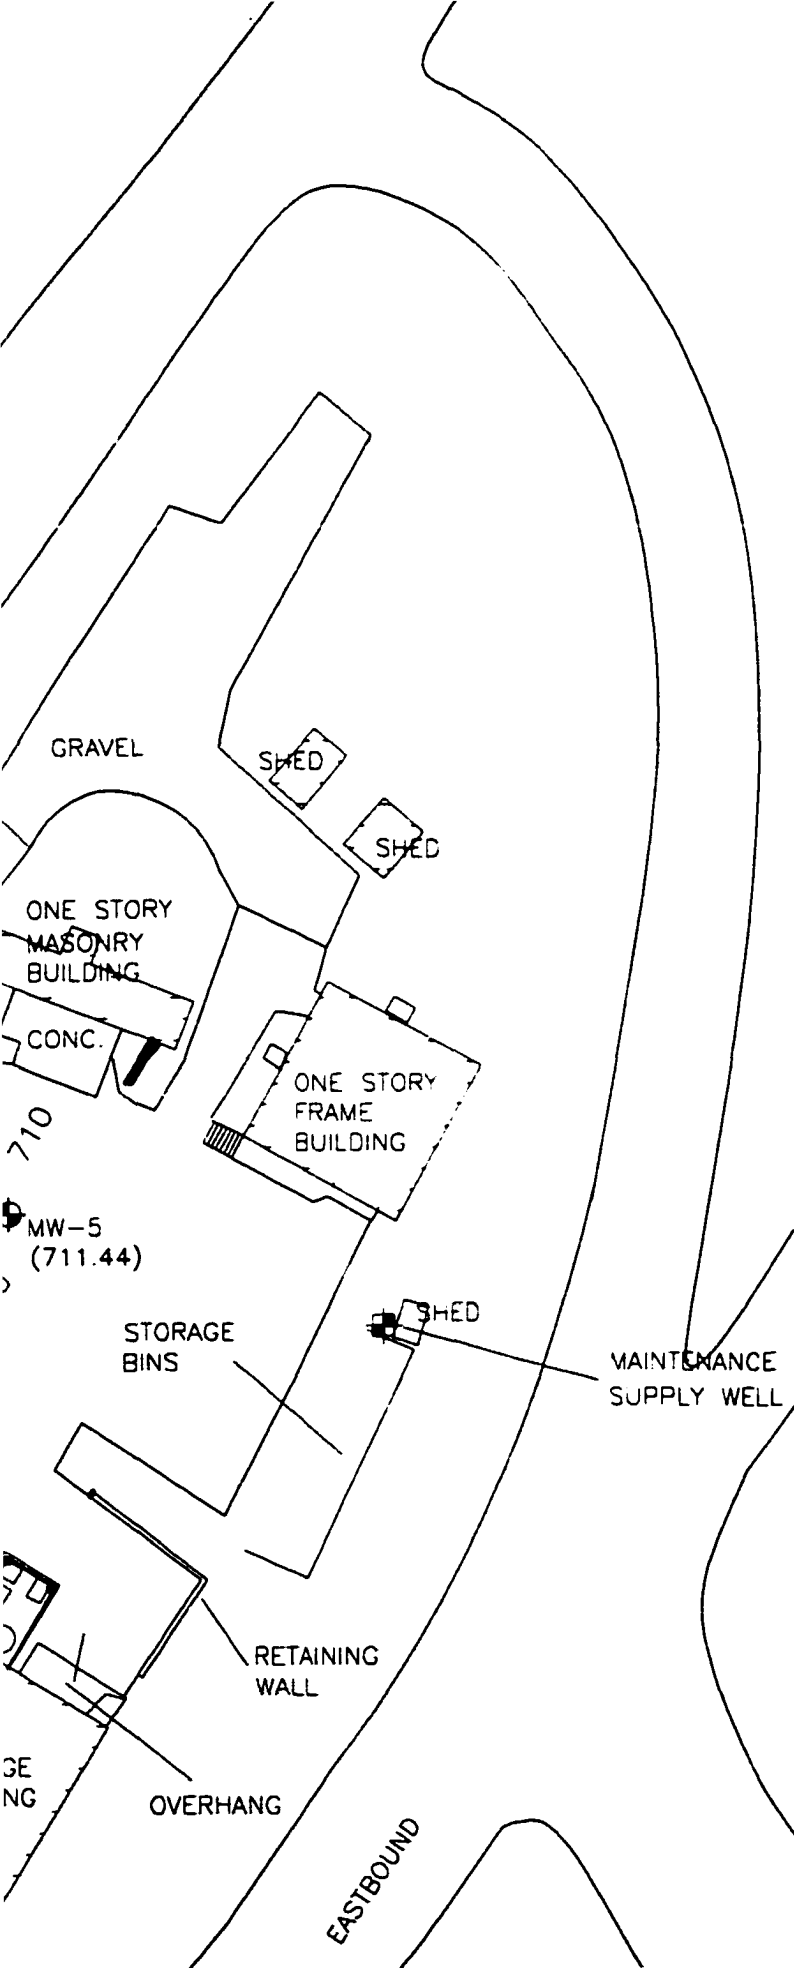 GRAVEL
SHED
SHED
ONE STORY
MASONRY
BUILDING
CONC.
ONE STORY
FRAME
BUILDING
710
MW-5
(711.44)
SHED
STORAGE
BINS
MAINTENANCE
SUPPLY WELL
RETAINING
WALL
GE
NG
OVERHANG
EASTBOUND